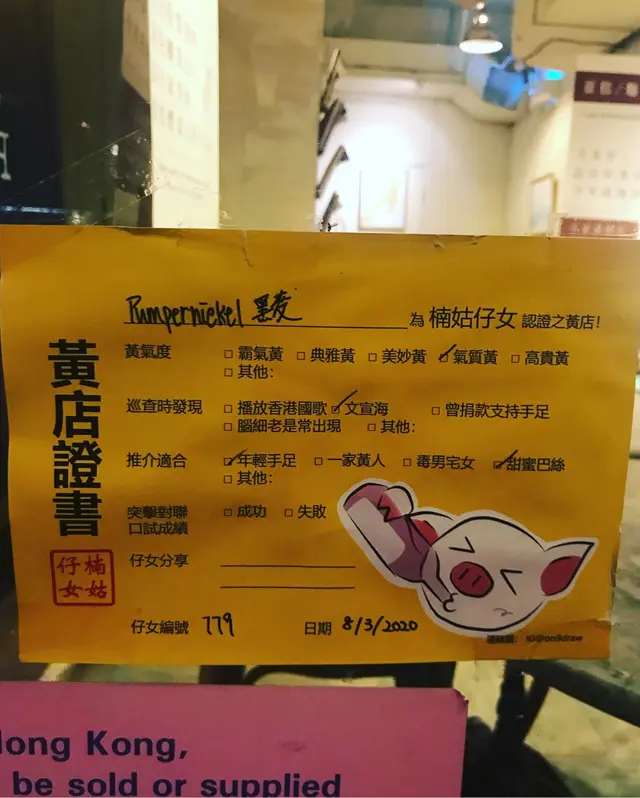 Pumpernickel 黑麦
為 楠姑仔女 認證之黃店!
黃店證書
仔楠
女姑
黃氣度 □ 霸氣黃 □ 典雅黃 □ 美妙黃 ☑ 氣質黃 □ 高貴黃
□ 其他:
巡查時發現 □ 播放香港國歌 ☑ 文宣海 □ 曾捐款支持手足
□ 腦細老是常出現 □ 其他:
推介適合 ☑ 年輕手足 □ 一家黃人 □ 毒男宅女 ☑ 甜蜜巴絲
□ 其他:
突擊對聯 □ 成功 □ 失敗
口試成績
仔女分享
仔女編號 779 日期 8/3/2020
IG@on9draw
Hong Kong,
be sold or supplied